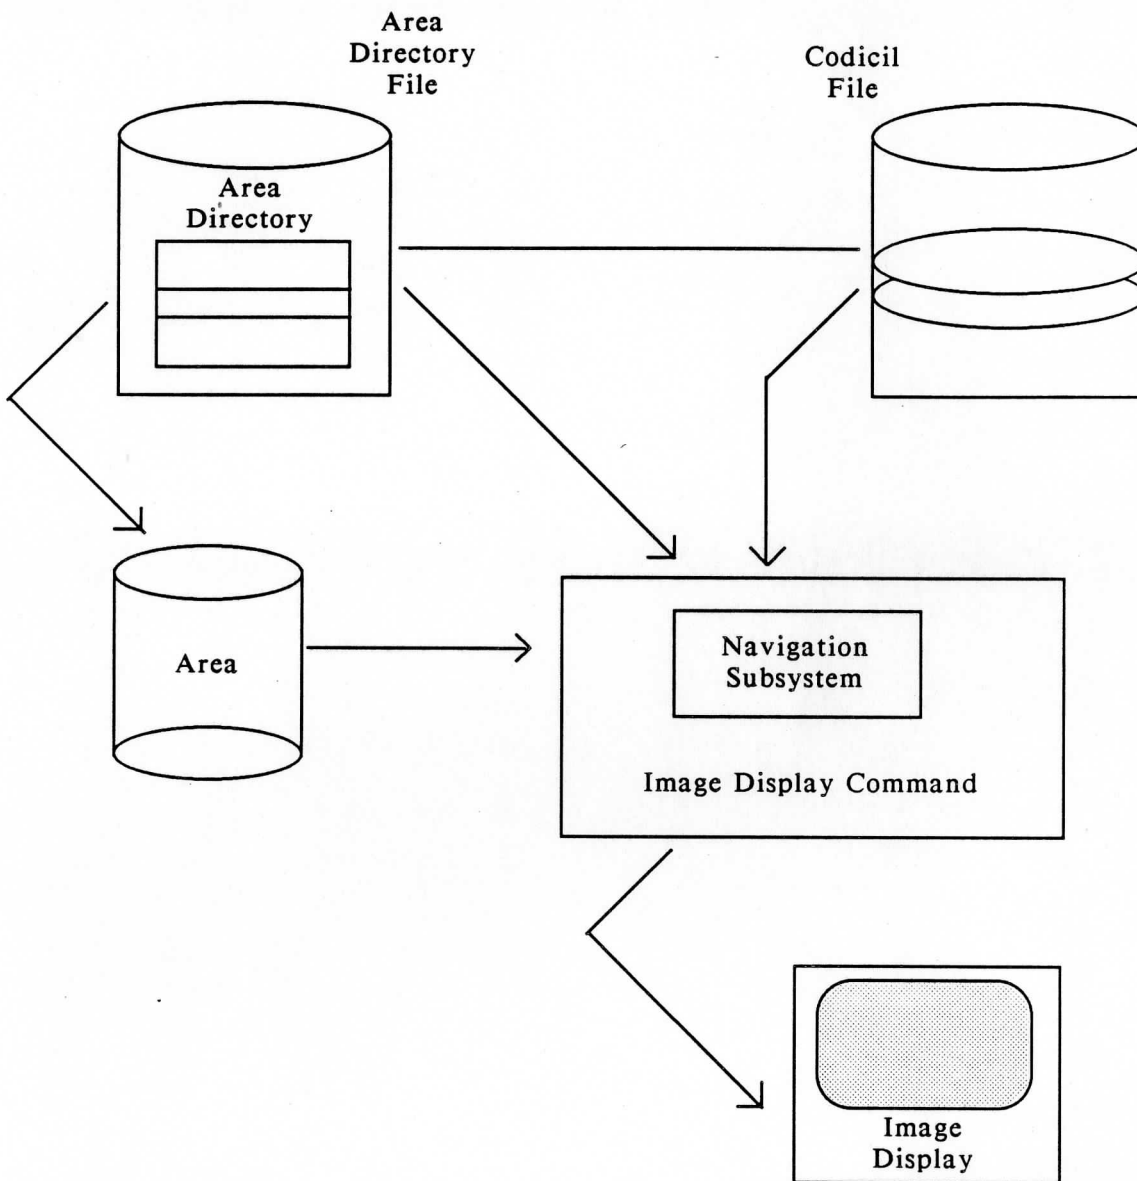 Area
Directory
File
Codicil
File
Area
Directory
Area
Navigation
Subsystem
Image Display Command
Image
Display